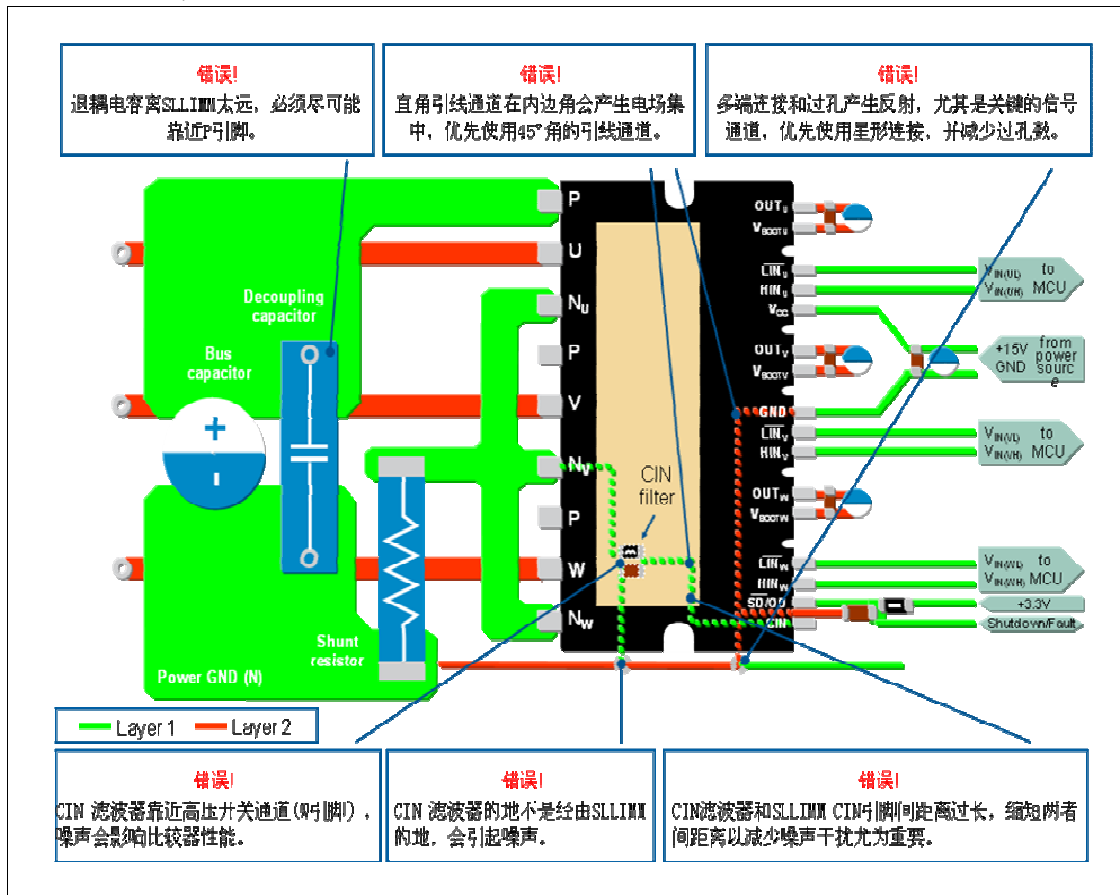 错误!
退耦电容离SLLIMM太远，必须尽可能
靠近P引脚。
错误!
直角引线通道在内边角会产生电场集
中，优先使用45°角的引线通道。
错误!
多端连接和过孔产生反射，尤其是关键的信号
通道，优先使用星形连接，并减少过孔数。
P
U
NU
P
V
NV
P
W
NW
Decoupling
capacitor
Bus
capacitor
+
-
Shunt
resistor
Power GND (N)
CIN
filter
OUTU
VBOOTU
LINU
HINU
VCC
OUTV
VBOOTV
GND
LINV
HINV
OUTW
VBOOTW
LINW
HINW
SD/OD
CIN
VIN(UL) to
VIN(UH) MCU
+15V from
GND power
sourc
e
VIN(VL) to
VIN(VH) MCU
VIN(WL) to
VIN(WH) MCU
+3.3V
Shutdown/Fault
Layer 1 Layer 2
错误!
CIN 滤波器靠近高压开关通道(W引脚)，
噪声会影响比较器性能。
错误!
CIN 滤波器的地不是经由SLLIMM
的地，会引起噪声。
错误!
CIN滤波器和SLLIMM CIN引脚间距离过长，缩短两者
间距离以减少噪声干扰尤为重要。